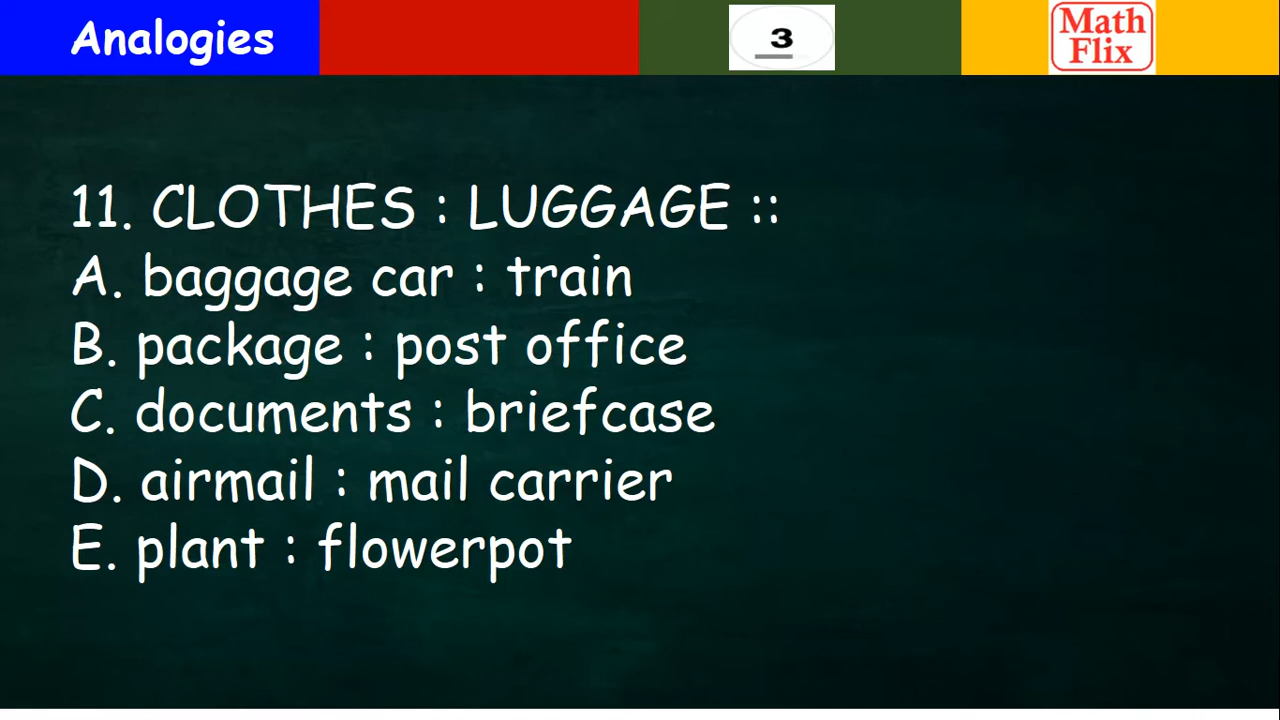 Analogies
3
Math
Flix
11. CLOTHES : LUGGAGE ::
A. baggage car : train
B. package : post office
C. documents : briefcase
D. airmail : mail carrier
E. plant : flowerpot